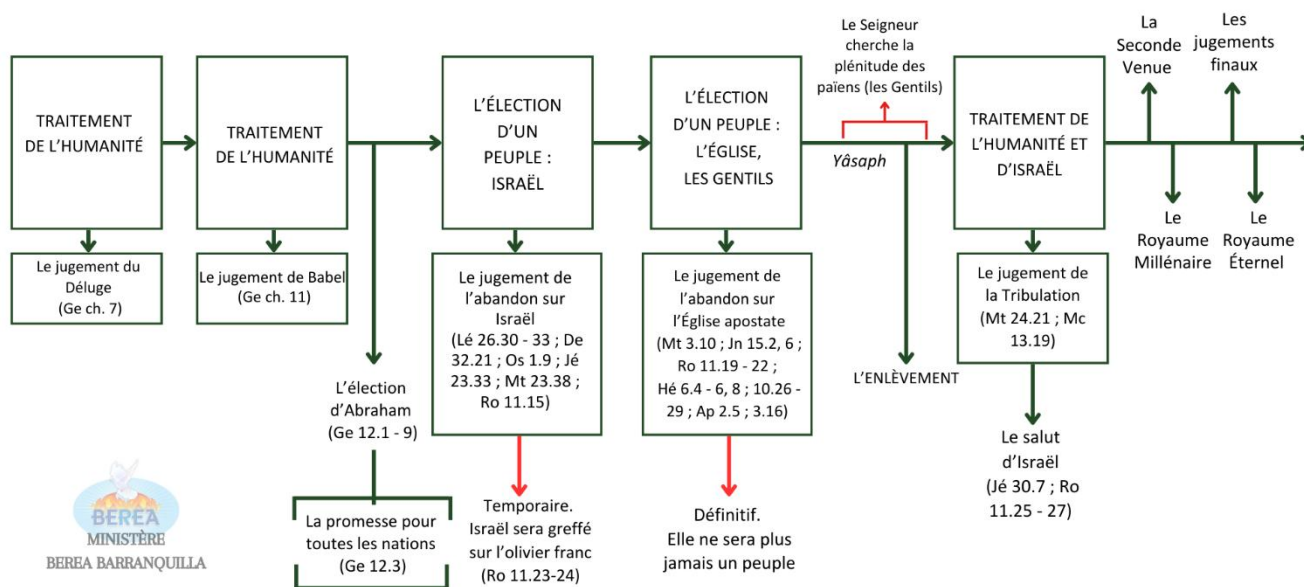 TRAITEMENT
DE L’HUMANITÉ
Le jugement du
Déluge
(Ge ch. 7)
TRAITEMENT
DE L’HUMANITÉ
Le jugement de Babel
(Ge ch. 11)
L’élection
d’Abraham
(Ge 12.1 - 9)
La promesse pour
toutes les nations
(Ge 12.3)
L’ÉLECTION
D’UN
PEUPLE :
ISRAËL
Le jugement de
l’abandon sur
Israël
(Lé 26.30 - 33 ; De
32.21 ; Os 1.9 ; Jé
23.33 ; Mt 23.38 ;
Ro 11.15)
Temporaire.
Israël sera greffé
sur l’olivier franc
(Ro 11.23-24)
L’ÉLECTION
D’UN PEUPLE :
L’ÉGLISE,
LES GENTILS
Le jugement de
l’abandon sur
l’Église apostate
(Mt 3.10 ; Jn 15.2, 6 ;
Ro 11.19 - 22 ;
Hé 6.4 - 6, 8 ; 10.26 -
29 ; Ap 2.5 ; 3.16)
Définitif.
Elle ne sera plus
jamais un peuple
Le Seigneur
cherche la
plénitude des
païens (les Gentils)
Yâsaph
L’ENLÈVEMENT
TRAITEMENT DE
L’HUMANITÉ ET
D’ISRAËL
Le jugement de
la Tribulation
(Mt 24.21 ; Mc
13.19)
Le salut
d’Israël
(Jé 30.7 ; Ro
11.25 - 27)
La
Seconde
Venue
Le
Royaume
Millénaire
Les
jugements
finaux
Le
Royaume
Éternel
BEREA
MINISTÈRE
BEREA BARRANQUILLA